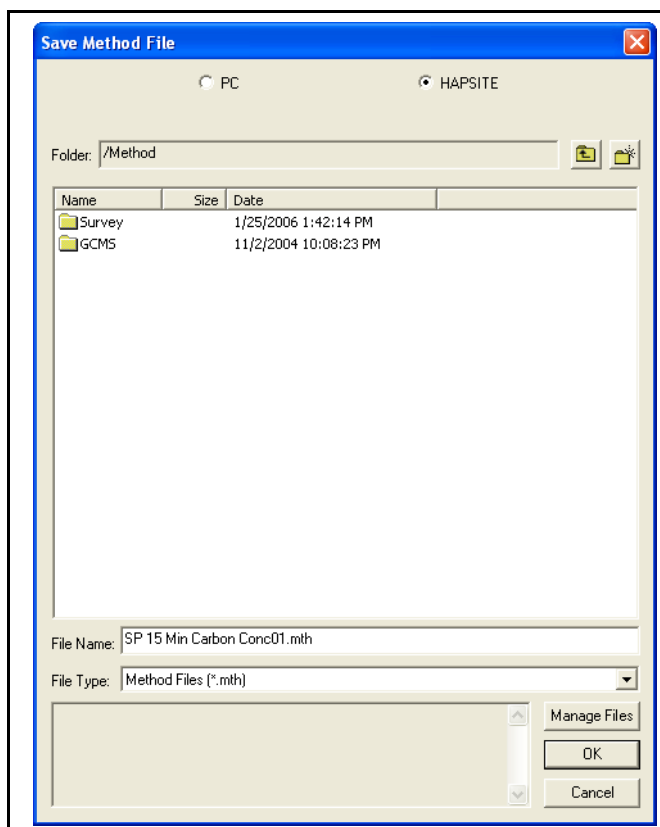 Save Method File
PC HAPSITE
Folder: /Method
Name Size Date
Survey 1/25/2006 1:42:14 PM
GCMS 11/2/2004 10:08:23 PM
File Name: SP 15 Min Carbon Conc01.mth
File Type: Method Files (*.mth)
Manage Files
OK
Cancel